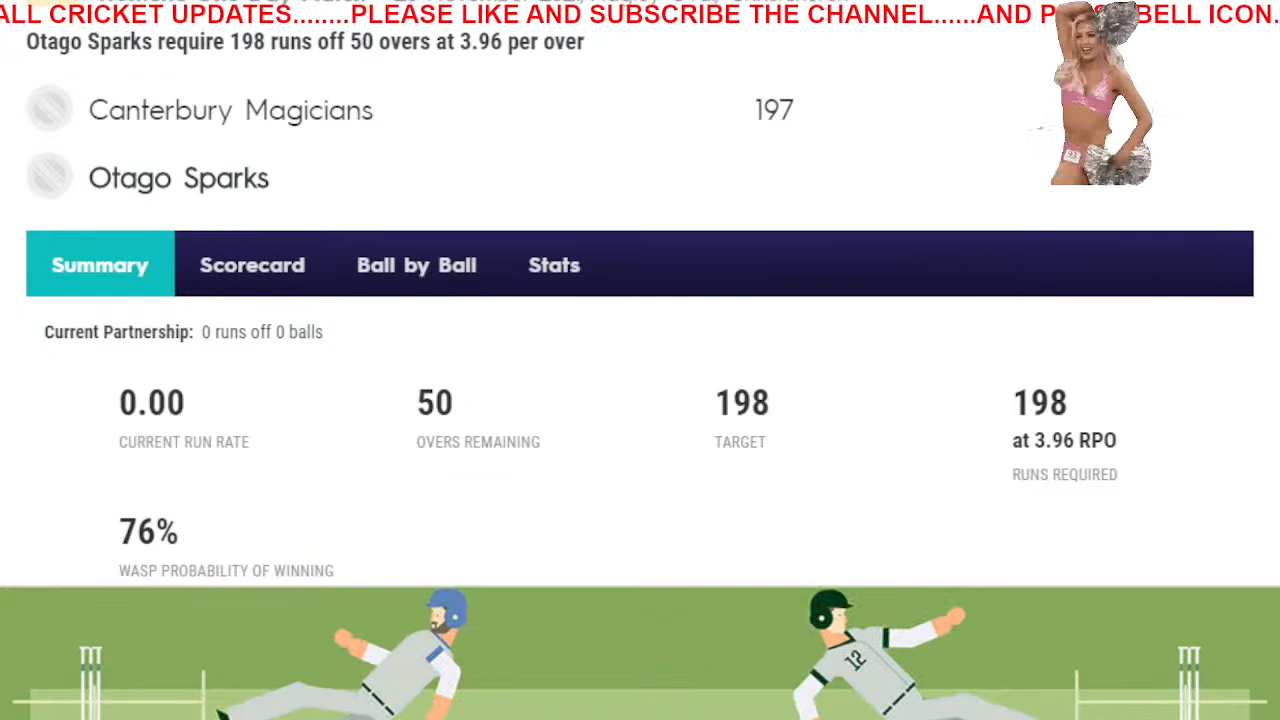 ALL CRICKET UPDATES........PLEASE LIKE AND SUBSCRIBE THE CHANNEL......AND P BELL ICON.
Otago Sparks require 198 runs off 50 overs at 3.96 per over
Canterbury Magicians 197
Otago Sparks
Summary Scorecard Ball by Ball Stats
Current Partnership: 0 runs off 0 balls
0.00 50 198 198
at 3.96 RPO
CURRENT RUN RATE OVERS REMAINING TARGET
RUNS REQUIRED
76%
WASP PROBABILITY OF WINNING
12